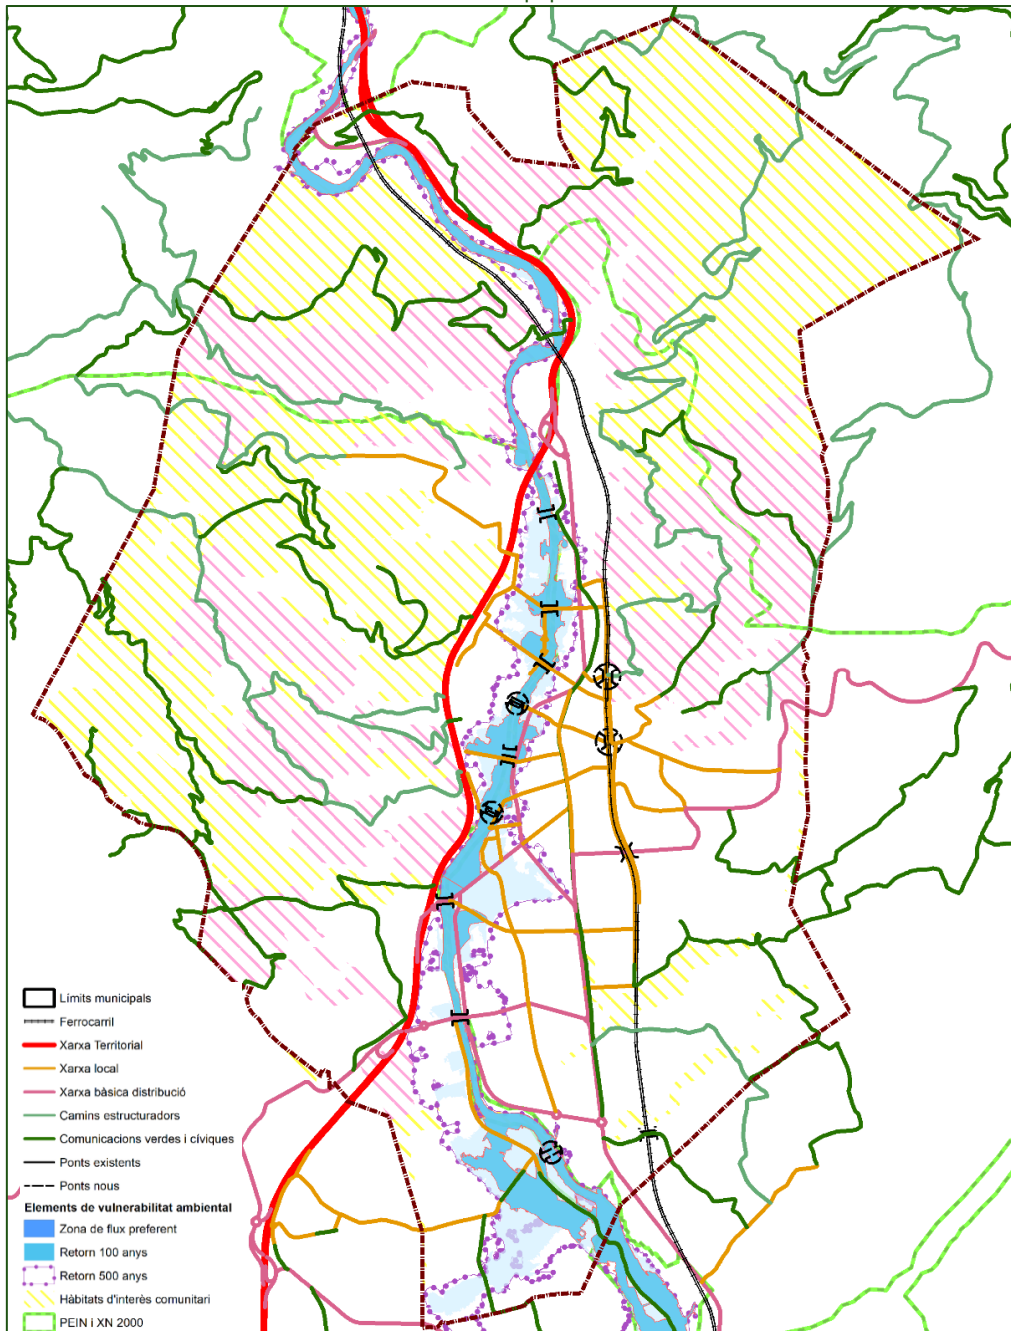 Límits municipals
Ferrocarril
Xarxa Territorial
Xarxa local
Xarxa bàsica distribució
Camins estructuradors
Comunicacions verdes i cíviques
Ponts existents
Ponts nous
Elements de vulnerabilitat ambiental
Zona de flux preferent
Retorn 100 anys
Retorn 500 anys
Hàbitats d'interès comunitari
PEIN i XN 2000